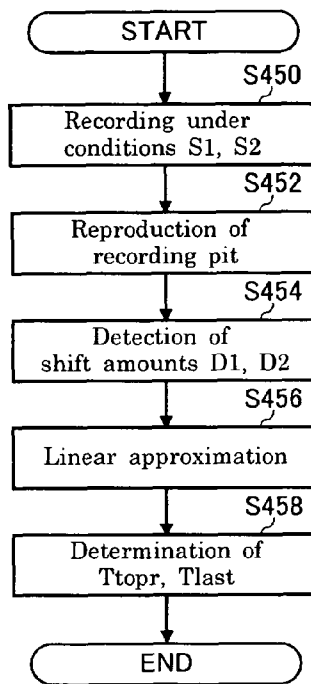 START
S450
Recording under
conditions S1, S2
S452
Reproduction of
recording pit
S454
Detection of
shift amounts D1, D2
S456
Linear approximation
S458
Determination of
Ttopr, Tlast
END